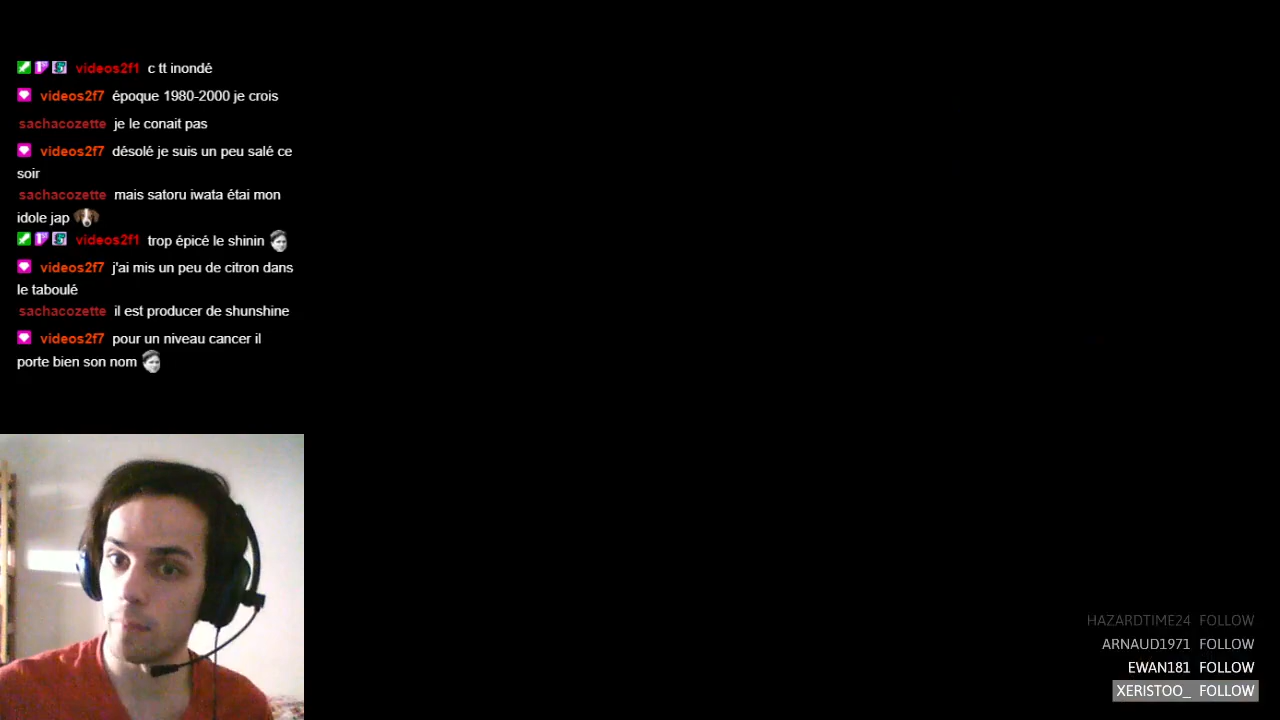 videos2f1 c tt inondé
videos2f7 époque 1980-2000 je crois
sachacozette je le conait pas
videos2f7 désolé je suis un peu salé ce
soir
sachacozette mais satoru iwata étai mon
idole jap
videos2f1 trop épicé le shinin
videos2f7 j'ai mis un peu de citron dans
le taboulé
sachacozette il est producer de shunshine
videos2f7 pour un niveau cancer il
porte bien son nom
HAZARDTIME24 FOLLOW
ARNAUD1971 FOLLOW
EWAN181 FOLLOW
XERISTOO_ FOLLOW